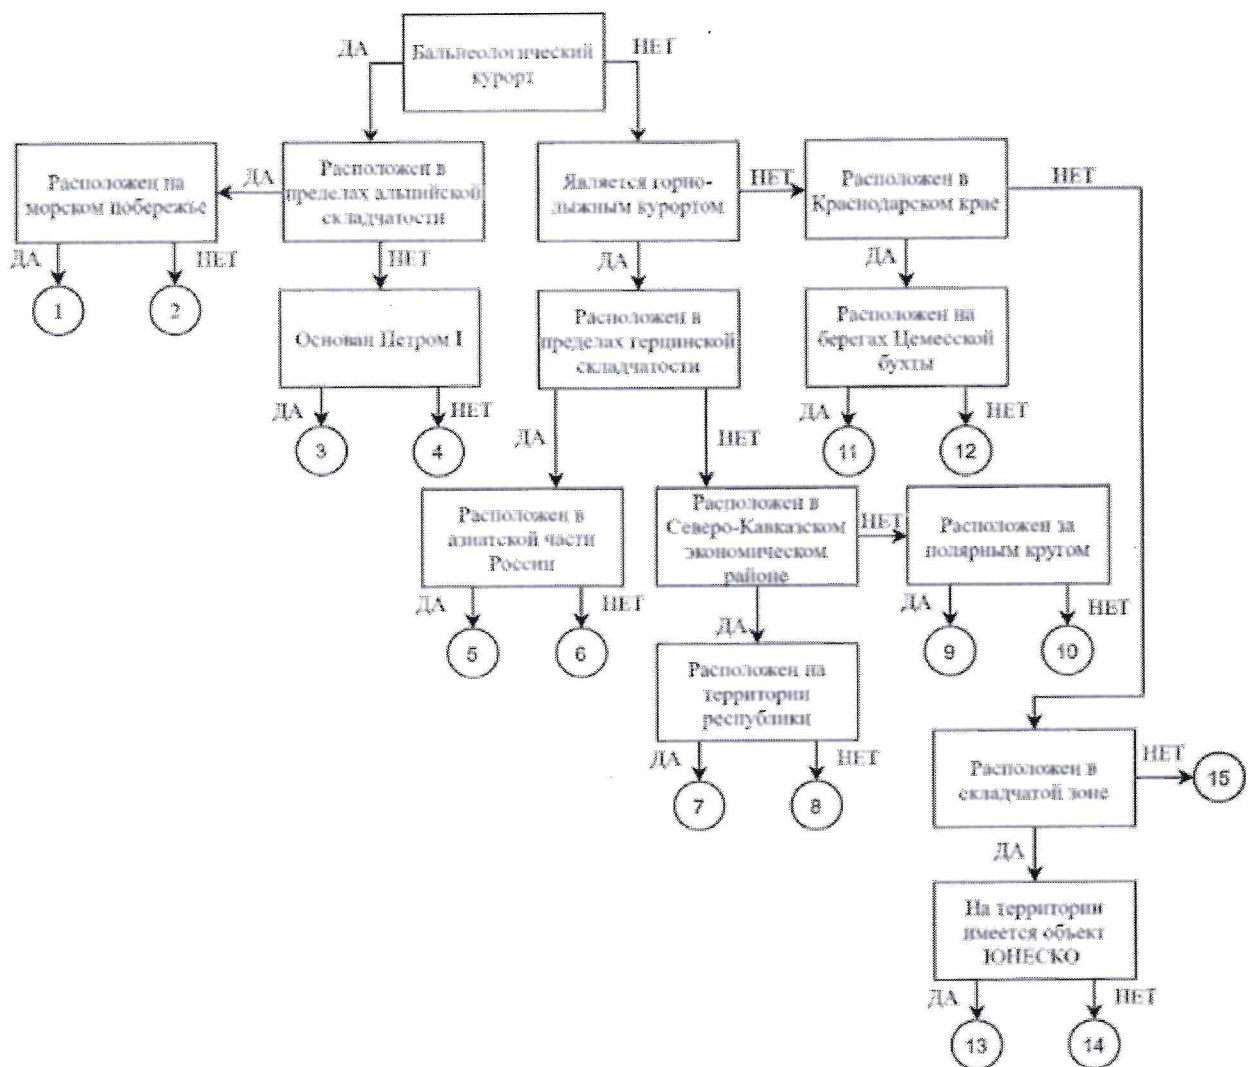 ДА
Бальнеологический
курорт
НЕТ
Расположен на
морском побережье
ДА
Расположен в
пределах альпийской
складчатости
Является горно-
лыжным курортом
НЕТ
Расположен в
Краснодарском крае
НЕТ
ДА
НЕТ
НЕТ
ДА
ДА
1
2
Основан Петром I
Расположен в
пределах герцинской
складчатости
Расположен на
берегах Цемесской
бухты
ДА
НЕТ
ДА
НЕТ
ДА
НЕТ
3
4
11
12
Расположен в
азиатской части
России
Расположен в
Северо-Кавказском
экономическом
районе
НЕТ
Расположен за
полярным кругом
ДА
НЕТ
ДА
ДА
НЕТ
5
6
9
10
Расположен на
территории
республики
ДА
НЕТ
7
8
Расположен в
складчатой зоне
НЕТ
15
ДА
На территории
имеется объект
ЮНЕСКО
ДА
НЕТ
13
14